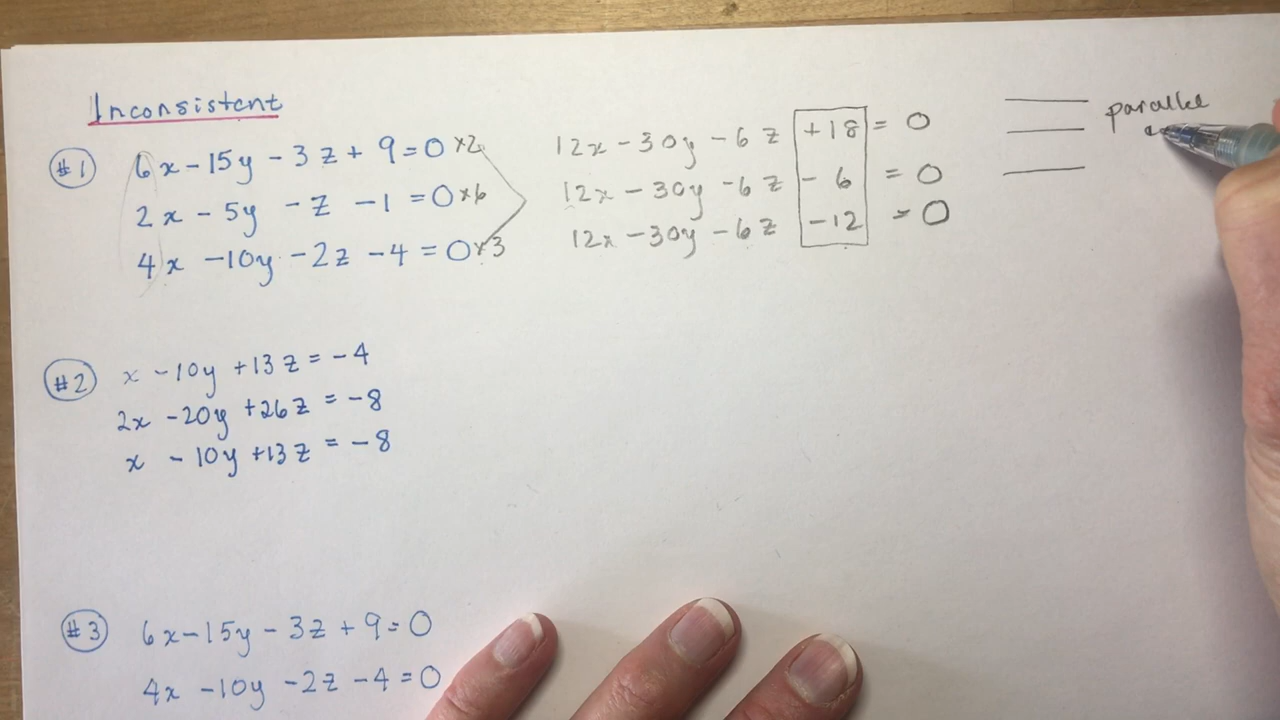 Inconsistent
#1 6x - 15y - 3z + 9 = 0 ×2 12x - 30y - 6z +18 = 0
2x - 5y - z - 1 = 0 ×6 12x - 30y - 6z - 6 = 0
4x - 10y - 2z - 4 = 0 ×3 12x - 30y - 6z - 12 = 0
parallel
#2 x - 10y + 13z = -4
2x - 20y + 26z = -8
x - 10y + 13z = -8
#3 6x - 15y - 3z + 9 = 0
4x - 10y - 2z - 4 = 0